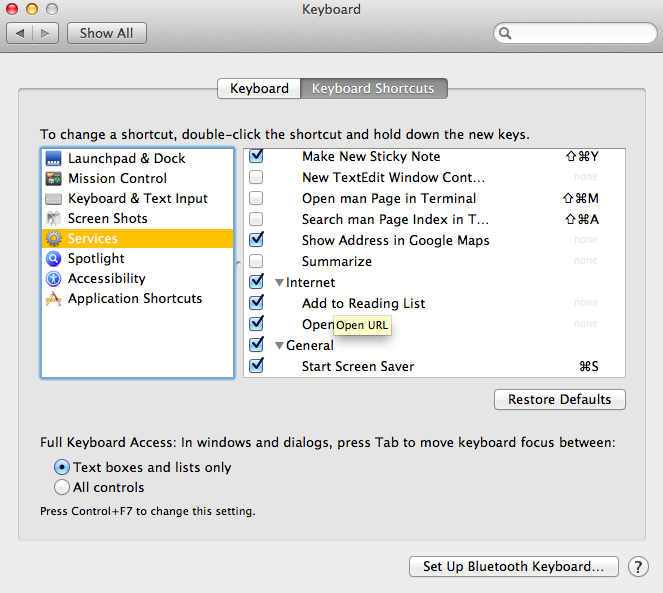 Keyboard
Show All
Keyboard Keyboard Shortcuts
To change a shortcut, double-click the shortcut and hold down the new keys.
Launchpad & Dock
Mission Control
Keyboard & Text Input
Screen Shots
Services
Spotlight
Accessibility
Application Shortcuts
Make New Sticky Note ⇧⌘Y
New TextEdit Window Cont... none
Open man Page in Terminal ⇧⌘M
Search man Page Index in T... ⇧⌘A
Show Address in Google Maps none
Summarize none
Internet
Add to Reading List none
Open none
Open URL
General
Start Screen Saver ⌘S
Restore Defaults
Full Keyboard Access: In windows and dialogs, press Tab to move keyboard focus between:
Text boxes and lists only
All controls
Press Control+F7 to change this setting.
Set Up Bluetooth Keyboard... ?